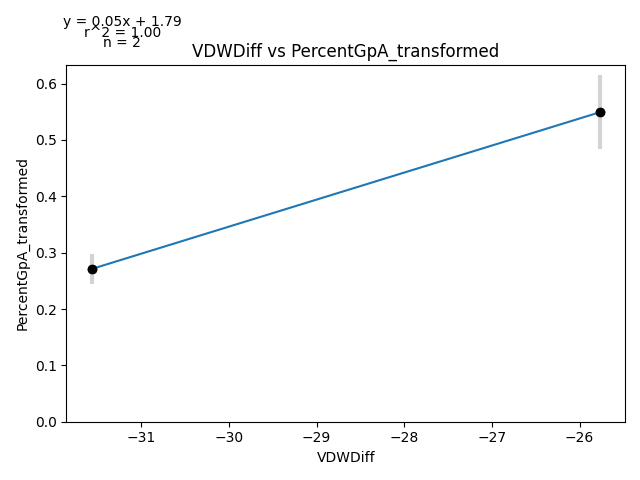 y = 0.05x + 1.79
r^2 = 1.00
n = 2
VDWDiff vs PercentGpA_transformed
PercentGpA_transformed
0.6
0.5
0.4
0.3
0.2
0.1
0.0
−31
−30
−29
−28
−27
−26
VDWDiff